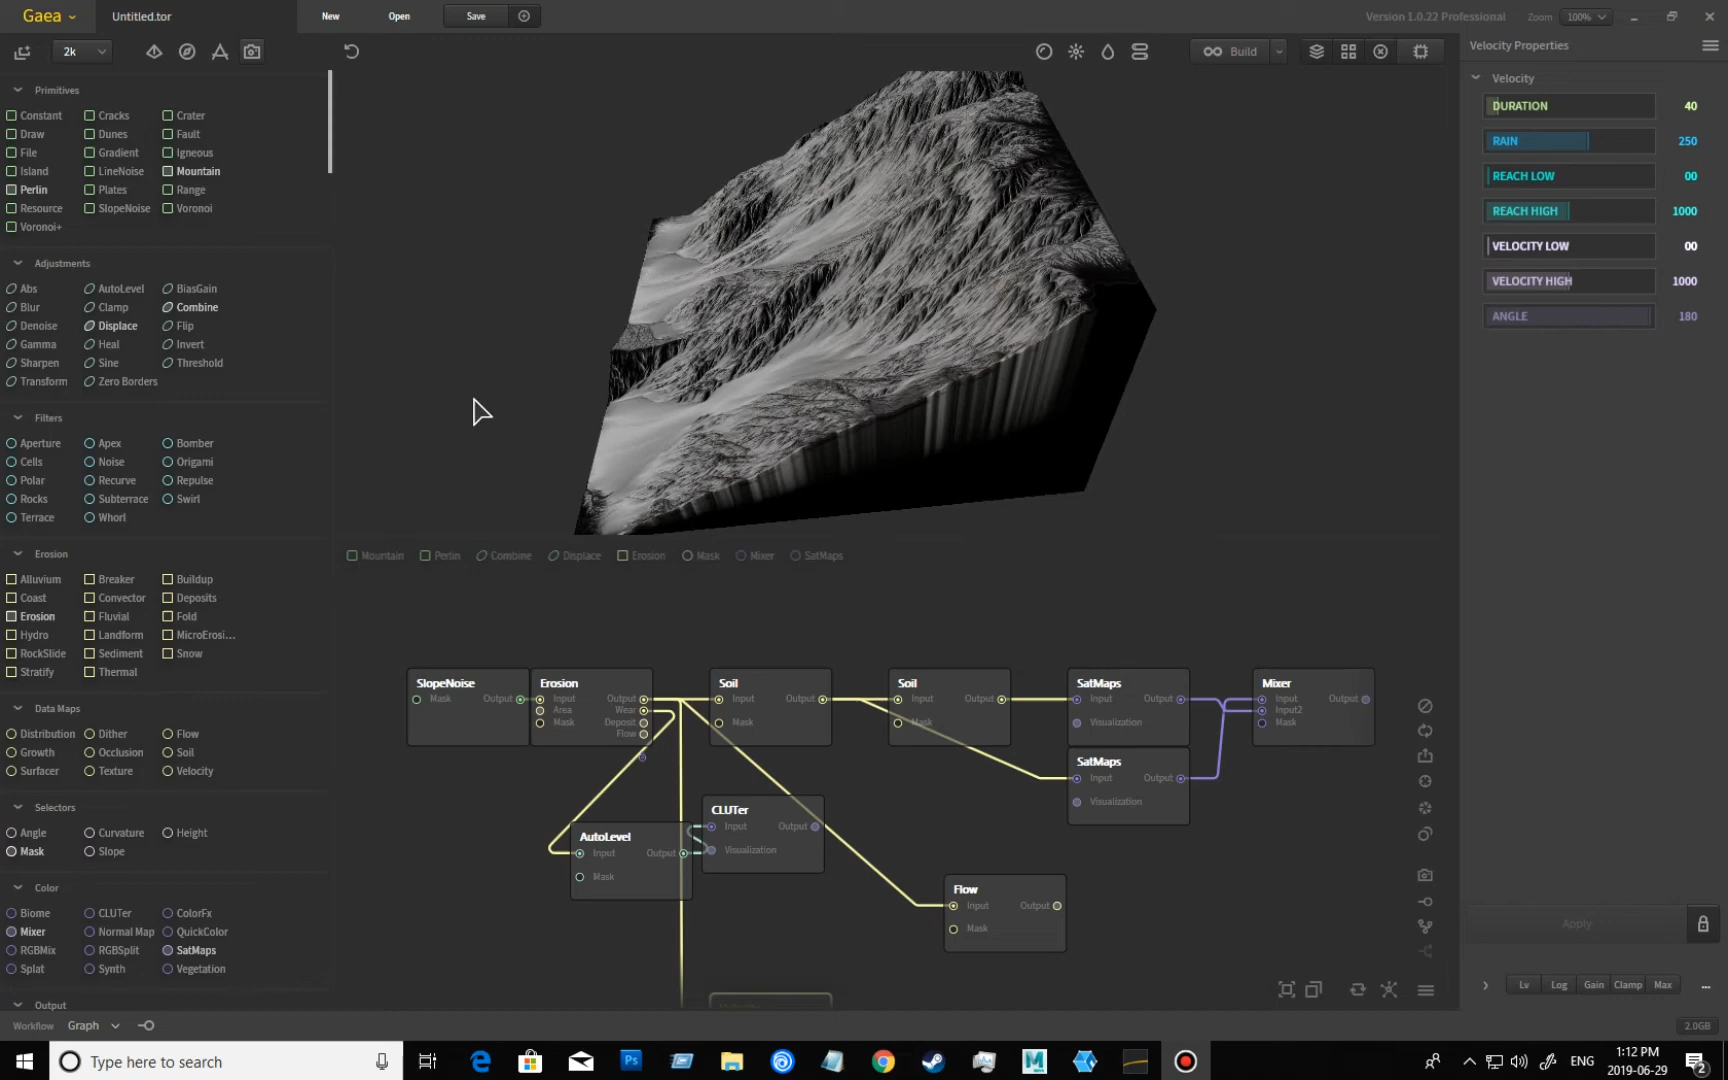 Gaea
Untitled.tor
New
Open
Save
Version 1.0.22 Professional
Zoom
100%
2k
Build
Velocity Properties
Velocity
DURATION 40
RAIN 250
REACH LOW 00
REACH HIGH 1000
VELOCITY LOW 00
VELOCITY HIGH 1000
ANGLE 180
Primitives
Constant Cracks Crater
Draw Dunes Fault
File Gradient Igneous
Island LineNoise Mountain
Perlin Plates Range
Resource SlopeNoise Voronoi
Voronoi+
Adjustments
Abs AutoLevel BiasGain
Blur Clamp Combine
Denoise Displace Flip
Gamma Heal Invert
Sharpen Sine Threshold
Transform Zero Borders
Filters
Aperture Apex Bomber
Cells Noise Origami
Polar Recurve Repulse
Rocks Subterrace Swirl
Terrace Whorl
Erosion
Alluvium Breaker Buildup
Coast Convector Deposits
Erosion Fluvial Fold
Hydro Landform MicroErosi...
RockSlide Sediment Snow
Stratify Thermal
Data Maps
Distribution Dither Flow
Growth Occlusion Soil
Surfacer Texture Velocity
Selectors
Angle Curvature Height
Mask Slope
Color
Biome CLUTer ColorFx
Mixer Normal Map QuickColor
RGBMix RGBSplit SatMaps
Splat Synth Vegetation
Output
Mountain Perlin Combine Displace Erosion Mask Mixer SatMaps
SlopeNoise
Mask Output
Erosion
Input Output
Area Wear
Mask Deposit
Flow
Soil
Input Output
Mask
Soil
Input Output
Mask
SatMaps
Input Output
Visualization
SatMaps
Input Output
Visualization
Mixer
Input Output
Input2
Mask
AutoLevel
Input Output
Mask
CLUTer
Input Output
Visualization
Flow
Input Output
Mask
Apply
Lv Log Gain Clamp Max ...
Workflow Graph
2.0GB
Type here to search
ENG
1:12 PM
2019-06-29
2